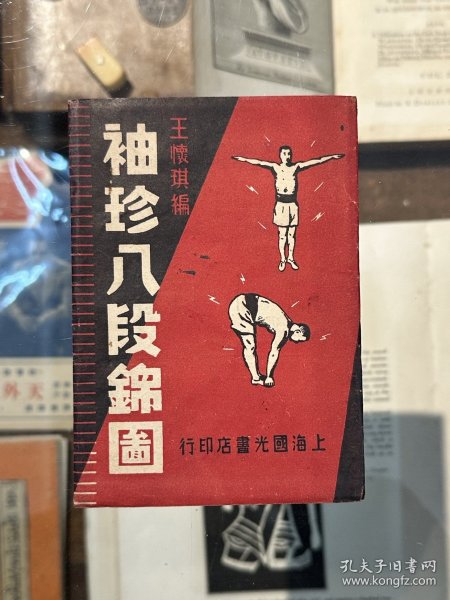 王懷琪編
袖珍八段錦圖
上海國光書店印行
天外
孔夫子旧书网
www.kongfz.com